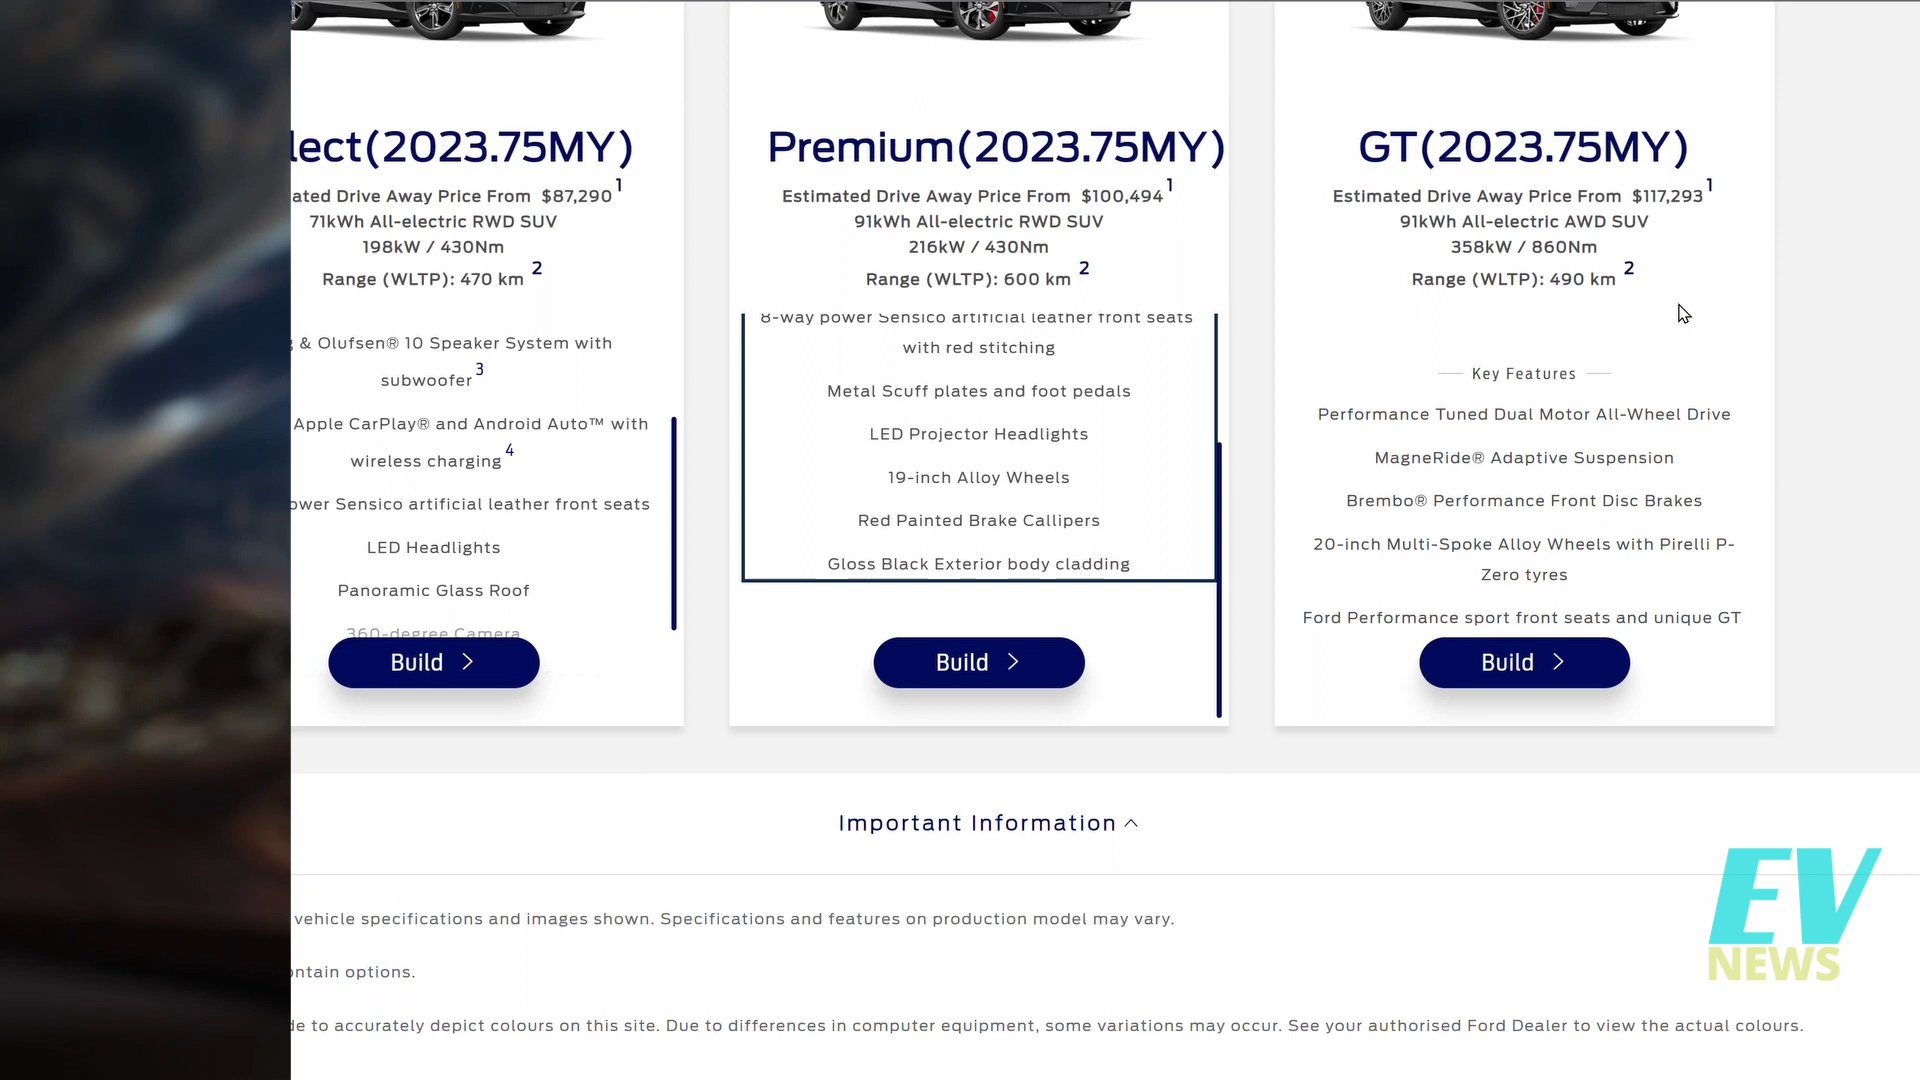 lect(2023.75MY)
ated Drive Away Price From $87,290 1
71kWh All-electric RWD SUV
198kW / 430Nm
Range (WLTP): 470 km 2
& Olufsen® 10 Speaker System with
subwoofer 3
Apple CarPlay® and Android Auto™ with
wireless charging 4
ower Sensico artificial leather front seats
LED Headlights
Panoramic Glass Roof
360-degree Camera
Build >
Premium(2023.75MY)
Estimated Drive Away Price From $100,494 1
91kWh All-electric RWD SUV
216kW / 430Nm
Range (WLTP): 600 km 2
8-way power Sensico artificial leather front seats
with red stitching
Metal Scuff plates and foot pedals
LED Projector Headlights
19-inch Alloy Wheels
Red Painted Brake Callipers
Gloss Black Exterior body cladding
Build >
GT(2023.75MY)
Estimated Drive Away Price From $117,293 1
91kWh All-electric AWD SUV
358kW / 860Nm
Range (WLTP): 490 km 2
Key Features
Performance Tuned Dual Motor All-Wheel Drive
MagneRide® Adaptive Suspension
Brembo® Performance Front Disc Brakes
20-inch Multi-Spoke Alloy Wheels with Pirelli P-
Zero tyres
Ford Performance sport front seats and unique GT
Build >
Important Information
vehicle specifications and images shown. Specifications and features on production model may vary.
ontain options.
de to accurately depict colours on this site. Due to differences in computer equipment, some variations may occur. See your authorised Ford Dealer to view the actual colours.
EV
NEWS